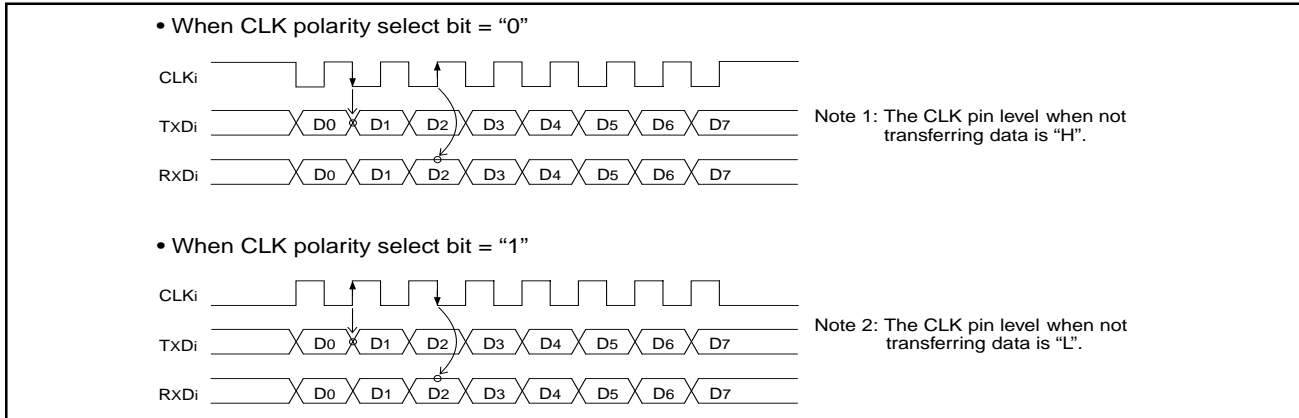 • When CLK polarity select bit = “0”
CLKi
TXDi D0 D1 D2 D3 D4 D5 D6 D7
RXDi D0 D1 D2 D3 D4 D5 D6 D7
Note 1: The CLK pin level when not
transferring data is “H”.
• When CLK polarity select bit = “1”
CLKi
TXDi D0 D1 D2 D3 D4 D5 D6 D7
RXDi D0 D1 D2 D3 D4 D5 D6 D7
Note 2: The CLK pin level when not
transferring data is “L”.